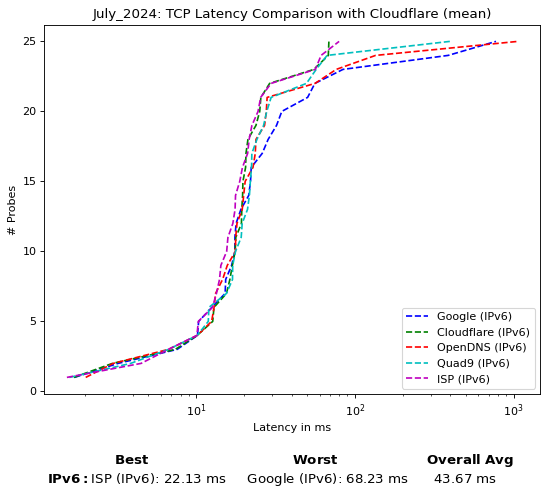 July_2024: TCP Latency Comparison with Cloudflare (mean)
# Probes
25
20
15
10
5
0
Google (IPv6)
Cloudflare (IPv6)
OpenDNS (IPv6)
Quad9 (IPv6)
ISP (IPv6)
10¹ 10² 10³
Latency in ms
Best Worst Overall Avg
IPv6: ISP (IPv6): 22.13 ms Google (IPv6): 68.23 ms 43.67 ms